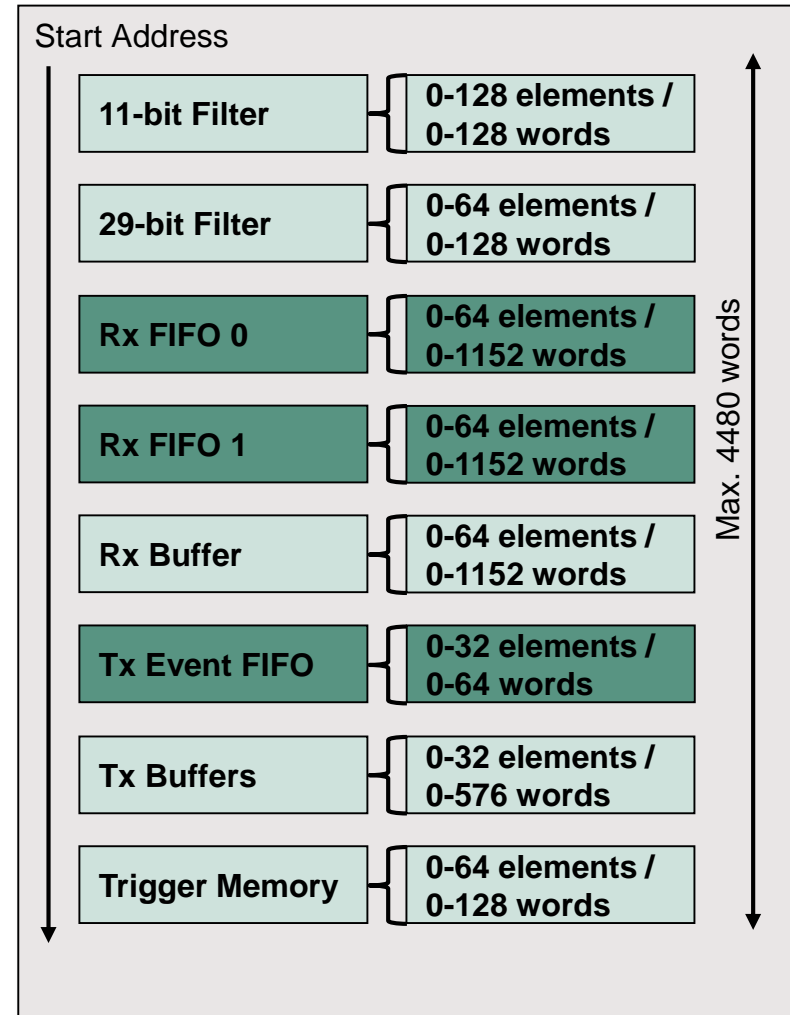 Start Address
11-bit Filter
0-128 elements /
0-128 words
29-bit Filter
0-64 elements /
0-128 words
Rx FIFO 0
0-64 elements /
0-1152 words
Rx FIFO 1
0-64 elements /
0-1152 words
Rx Buffer
0-64 elements /
0-1152 words
Tx Event FIFO
0-32 elements /
0-64 words
Tx Buffers
0-32 elements /
0-576 words
Trigger Memory
0-64 elements /
0-128 words
Max. 4480 words